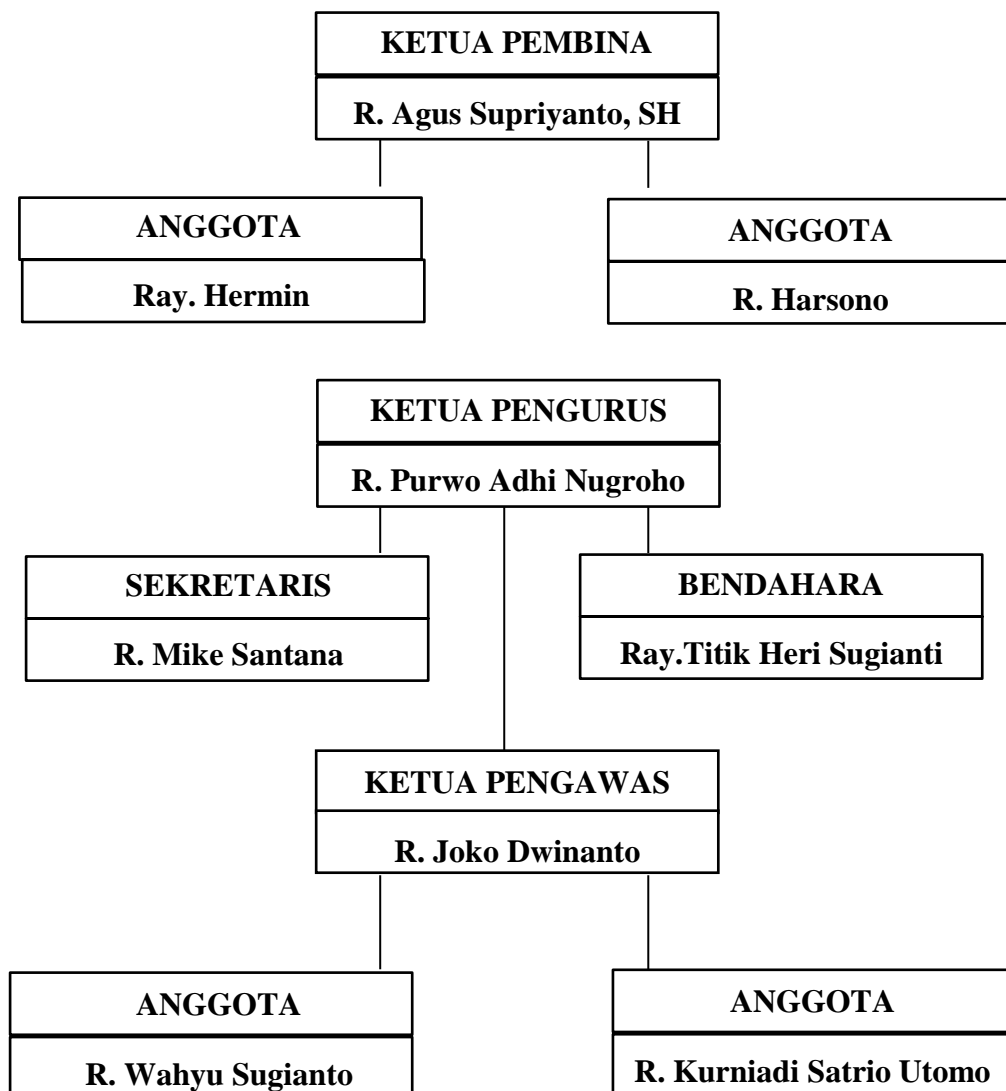 KETUA PEMBINA
R. Agus Supriyanto, SH
ANGGOTA
Ray. Hermin
ANGGOTA
R. Harsono
KETUA PENGURUS
R. Purwo Adhi Nugroho
SEKRETARIS
R. Mike Santana
BENDAHARA
Ray.Titik Heri Sugianti
KETUA PENGAWAS
R. Joko Dwinanto
ANGGOTA
R. Wahyu Sugianto
ANGGOTA
R. Kurniadi Satrio Utomo